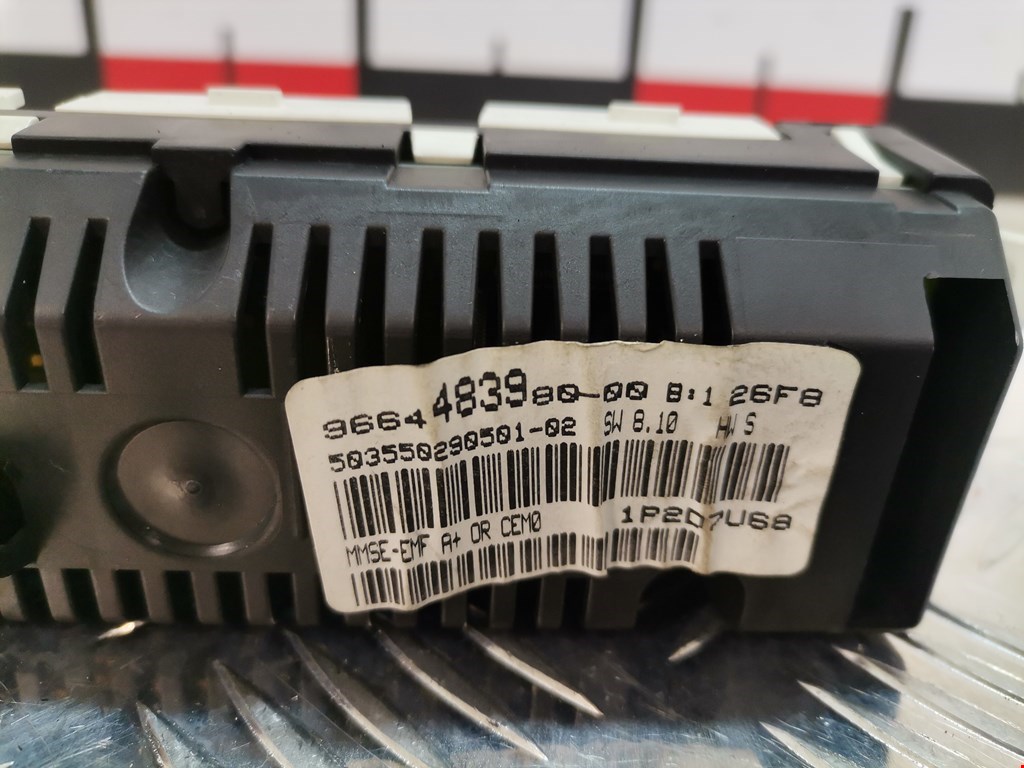 9664483980-00 B:1 26F8
503550290501-02 SW 8.10 HW S
MMSE-EMF A+ OR CEM0 1P2D7U68